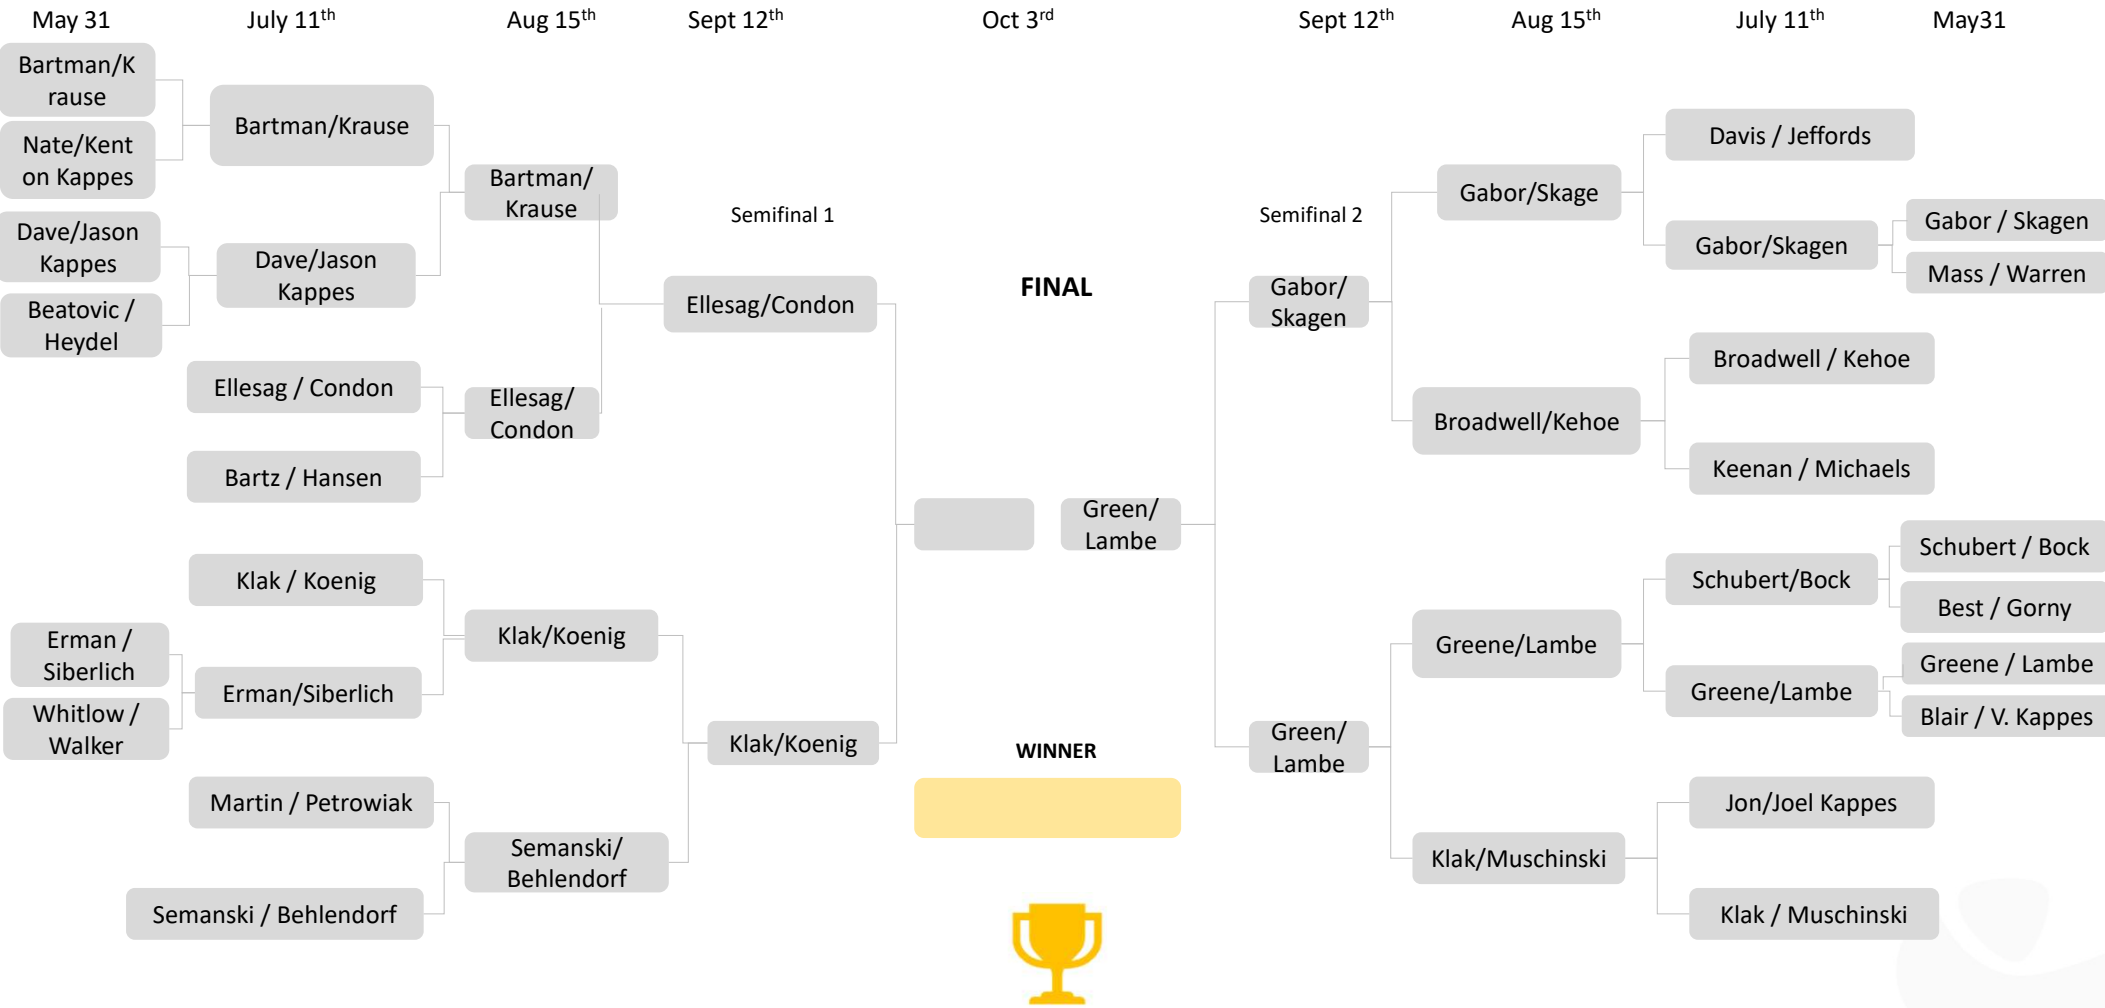 May 31
July 11th
Aug 15th
Sept 12th
Oct 3rd
Sept 12th
Aug 15th
July 11th
May31
Bartman/K
rause
Nate/Kent
on Kappes
Dave/Jason
Kappes
Beatovic /
Heydel
Bartman/Krause
Dave/Jason
Kappes
Ellesag / Condon
Bartz / Hansen
Bartman/
Krause
Ellesag/
Condon
Semifinal 1
Ellesag/Condon
Klak / Koenig
Erman /
Siberlich
Whitlow /
Walker
Erman/Siberlich
Martin / Petrowiak
Semanski / Behlendorf
Klak/Koenig
Semanski/
Behlendorf
Klak/Koenig
FINAL
Green/
Lambe
WINNER
Semifinal 2
Gabor/
Skagen
Green/
Lambe
Gabor/Skage
Broadwell/Kehoe
Greene/Lambe
Klak/Muschinski
Davis / Jeffords
Gabor/Skagen
Gabor / Skagen
Mass / Warren
Broadwell / Kehoe
Keenan / Michaels
Schubert/Bock
Schubert / Bock
Best / Gorny
Greene/Lambe
Greene / Lambe
Blair / V. Kappes
Jon/Joel Kappes
Klak / Muschinski